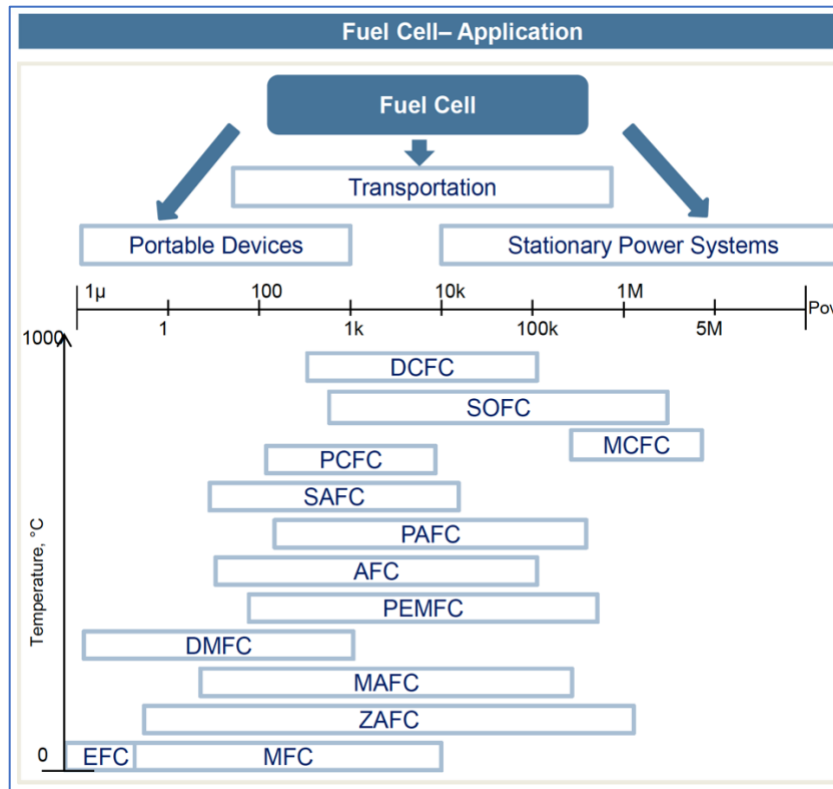 Fuel Cell– Application
Fuel Cell
Transportation
Portable Devices
Stationary Power Systems
1µ 100 10k 1M
1 1k 100k 5M
1000
DCFC
SOFC
MCFC
PCFC
SAFC
PAFC
AFC
PEMFC
DMFC
MAFC
ZAFC
EFC MFC
0
Temperature, °C